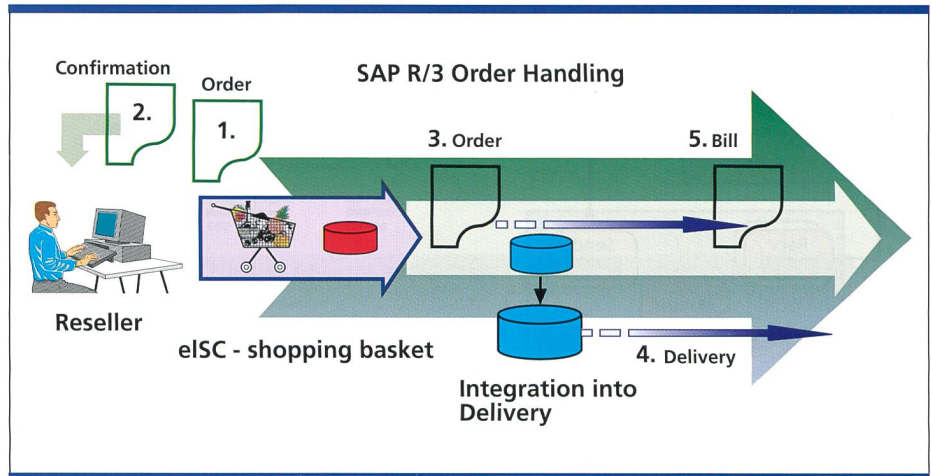 SAP R/3 Order Handling
Confirmation
2.
Order
1.
3. Order
5. Bill
Reseller
elSC - shopping basket
4. Delivery
Integration into
Delivery